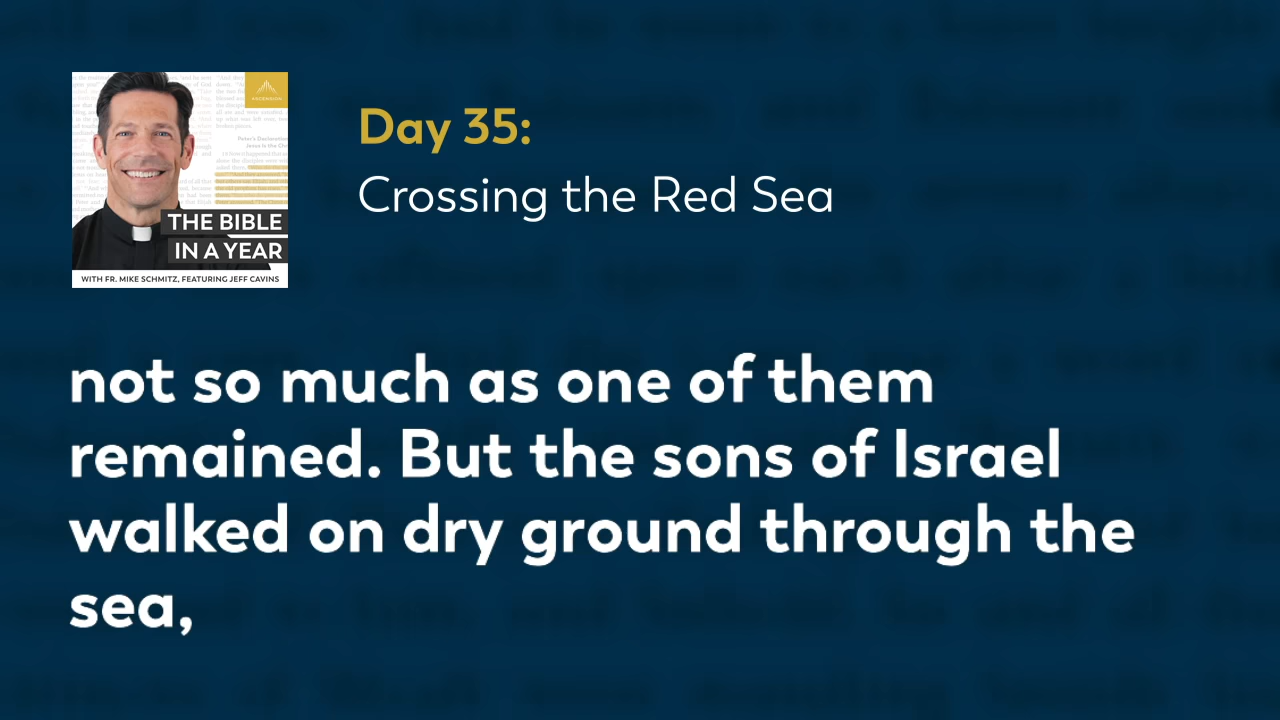 ASCENSION
THE BIBLE
IN A YEAR
WITH FR. MIKE SCHMITZ, FEATURING JEFF CAVINS
Day 35:
Crossing the Red Sea
not so much as one of them
remained. But the sons of Israel
walked on dry ground through the
sea,